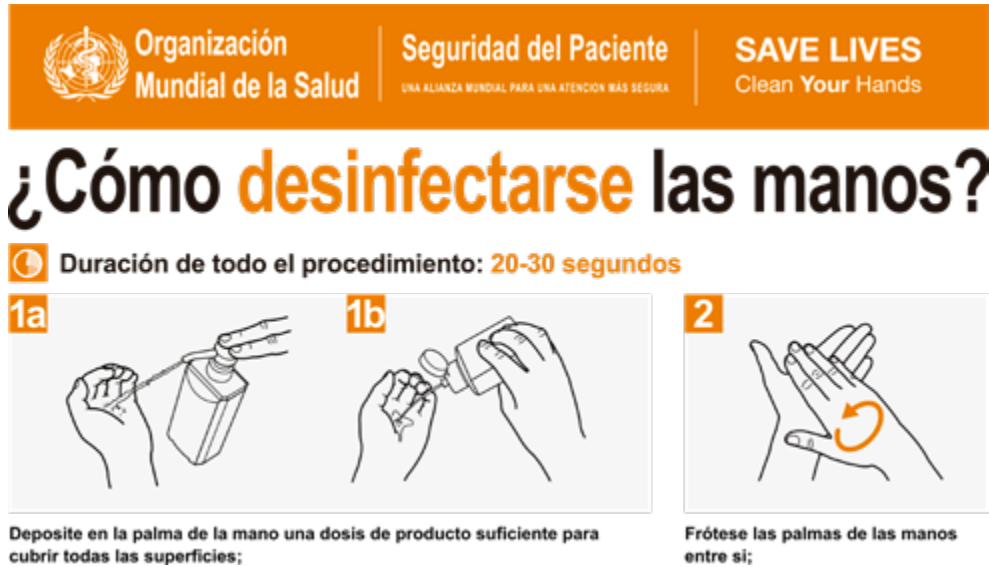 Organización
Mundial de la Salud
Seguridad del Paciente
UNA ALIANZA MUNDIAL PARA UNA ATENCION MÁS SEGURA
SAVE LIVES
Clean Your Hands
¿Cómo desinfectarse las manos?
Duración de todo el procedimiento: 20-30 segundos
1a
1b
2
Deposite en la palma de la mano una dosis de producto suficiente para
cubrir todas las superficies;
Frótese las palmas de las manos
entre si;